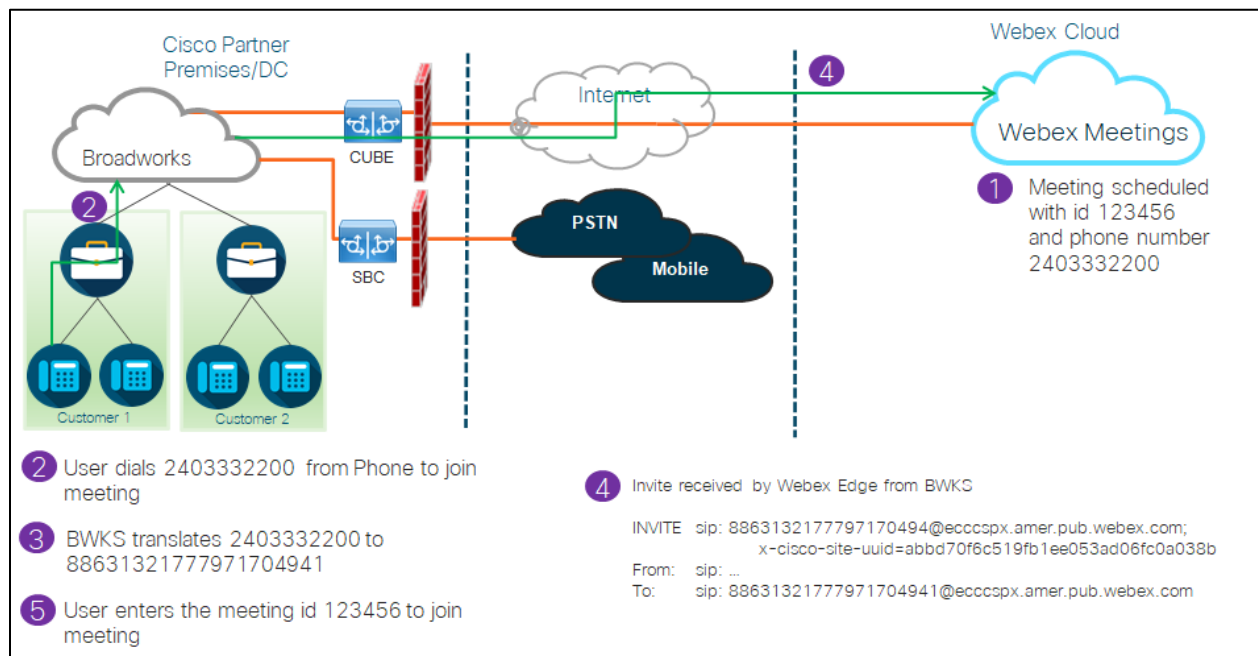 Cisco Partner
Premises/DC
Webex Cloud
4
Internet
Webex Meetings
CUBE
Broadworks
2
1
Meeting scheduled
with id 123456
and phone number
2403332200
PSTN
Mobile
SBC
Customer 1
Customer 2
2
User dials 2403332200 from Phone to join
meeting
3
BWKS translates 2403332200 to
88631321777971704941
5
User enters the meeting id 123456 to join
meeting
4
Invite received by Webex Edge from BWKS
INVITE sip: 8863132177797170494@ecccspx.amer.pub.webex.com;
x-cisco-site-uuid=abbd70f6c519fb1ee053ad06fc0a038b
From: sip: ...
To: sip: 88631321777971704941@ecccspx.amer.pub.webex.com